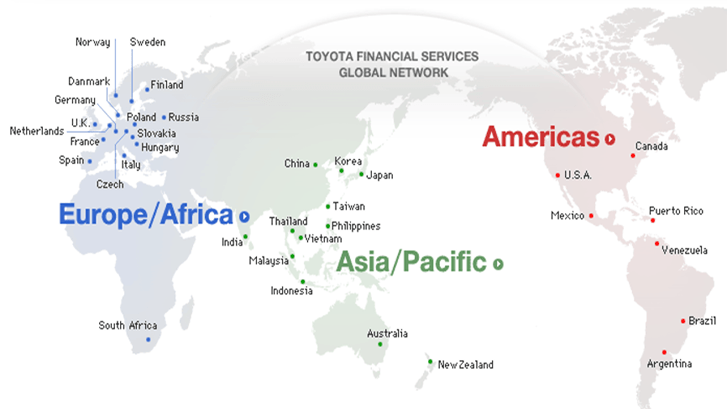 TOYOTA FINANCIAL SERVICES
GLOBAL NETWORK
Norway
Sweden
Danmark
Finland
Germany
U.K.
Poland
Russia
Netherlands
Slovakia
France
Hungary
Spain
Italy
Czech
Europe/Africa
South Africa
China
Korea
Japan
Taiwan
Thailand
Philippines
India
Vietnam
Malaysia
Asia/Pacific
Indonesia
Australia
NewZealand
Americas
Canada
U.S.A.
Mexico
Puerto Rico
Venezuela
Brazil
Argentina